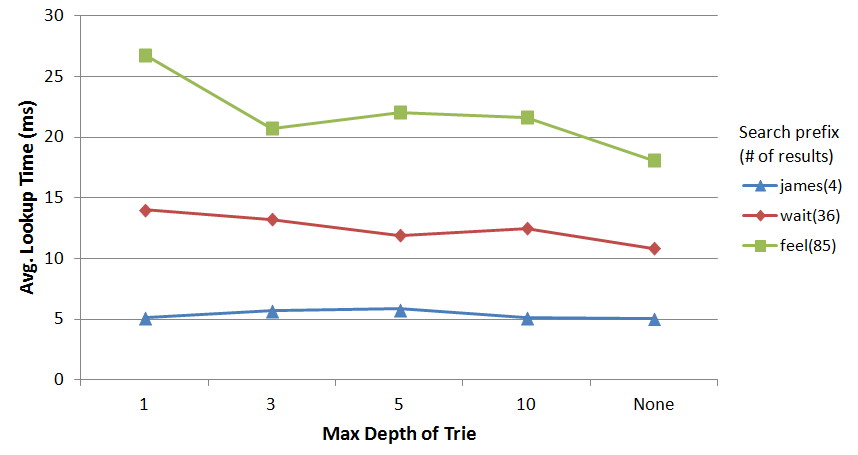 30
25
20
15
10
5
0
Avg. Lookup Time (ms)
1 3 5 10 None
Max Depth of Trie
Search prefix
(# of results)
james(4)
wait(36)
feel(85)